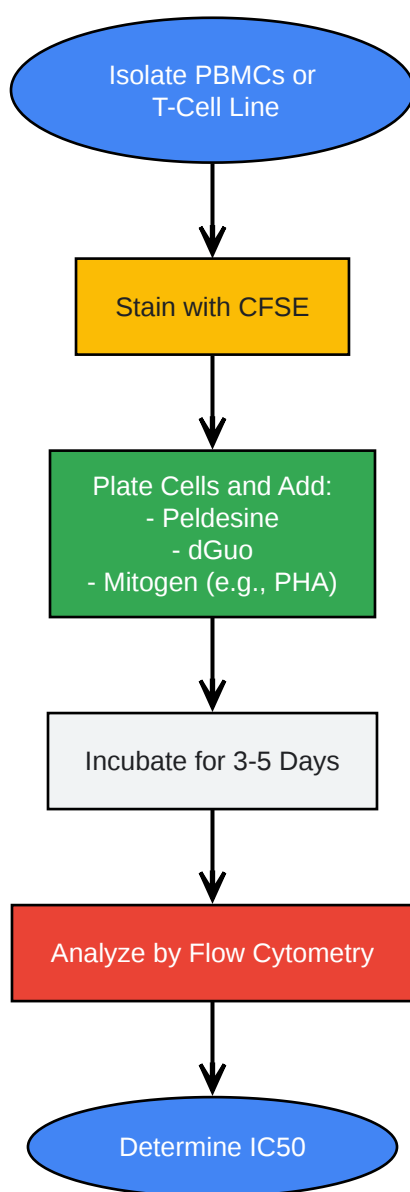 Isolate PBMCs or
T-Cell Line
Stain with CFSE
Plate Cells and Add:
- Peldesine
- dGuo
- Mitogen (e.g., PHA)
Incubate for 3-5 Days
Analyze by Flow Cytometry
Determine IC50